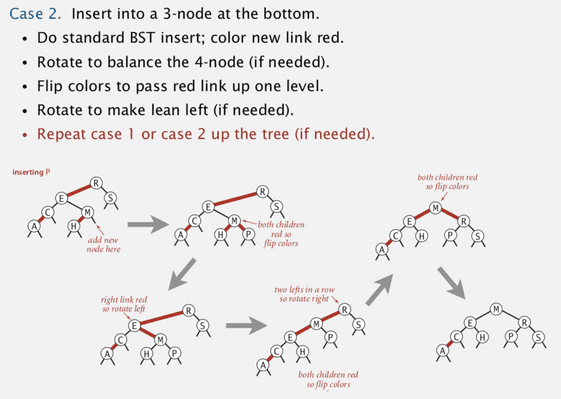 Case 2. Insert into a 3-node at the bottom.
• Do standard BST insert; color new link red.
• Rotate to balance the 4-node (if needed).
• Flip colors to pass red link up one level.
• Rotate to make lean left (if needed).
• Repeat case 1 or case 2 up the tree (if needed).
inserting P
R
E
S
C
M
A
H
add new
node here
R
E
S
C
M
A
H
P
both children
red so
flip colors
right link red
so rotate left
R
E
S
C
M
A
H
P
two lefts in a row
so rotate right
R
M
S
E
P
C
H
A
both children red
so flip colors
both children red
so flip colors
M
E
R
C
H
P
S
A
M
E
R
C
H
P
S
A